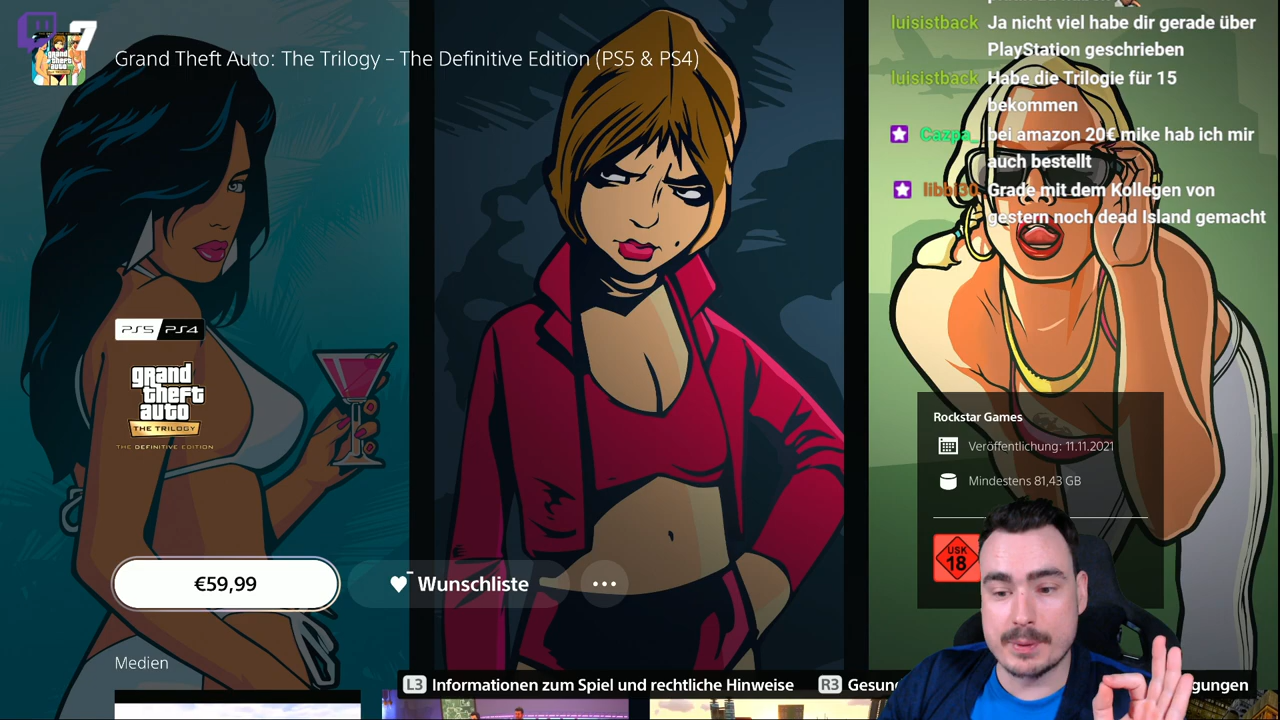 7
Grand Theft Auto: The Trilogy – The Definitive Edition (PS5 & PS4)
luisistback Ja nicht viel habe dir gerade über
PlayStation geschrieben
luisistback Habe die Trilogie für 15
bekommen
Cazpa_ bei amazon 20€ mike hab ich mir
auch bestellt
libbi30 Grade mit dem Kollegen von
gestern noch dead Island gemacht
PS5 PS4
grand
theft
auto
THE TRILOGY
THE DEFINITIVE EDITION
Rockstar Games
Veröffentlichung: 11.11.2021
Mindestens 81,43 GB
USK
18
€59,99
Wunschliste
Medien
L3 Informationen zum Spiel und rechtliche Hinweise
R3